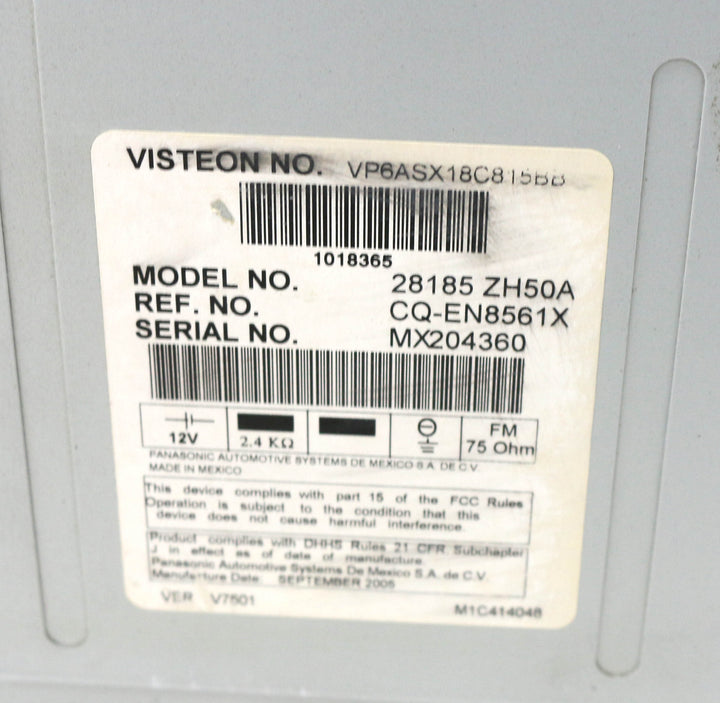 VISTEON NO. VP6ASX18C815BB
1018365
MODEL NO. 28185 ZH50A
REF. NO. CQ-EN8561X
SERIAL NO. MX204360
12V
2.4 KΩ
FM
75 Ohm
PANASONIC AUTOMOTIVE SYSTEMS DE MEXICO S.A. DE C.V.
MADE IN MEXICO
This device complies with part 15 of the FCC Rules
Operation is subject to the condition that this
device does not cause harmful interference.
Product complies with DHHS Rules 21 CFR Subchapter
J in effect as of date of manufacture.
Panasonic Automotive Systems De Mexico S.A. de C.V.
Manufacture Date: SEPTEMBER
VER V7501
M1C414048